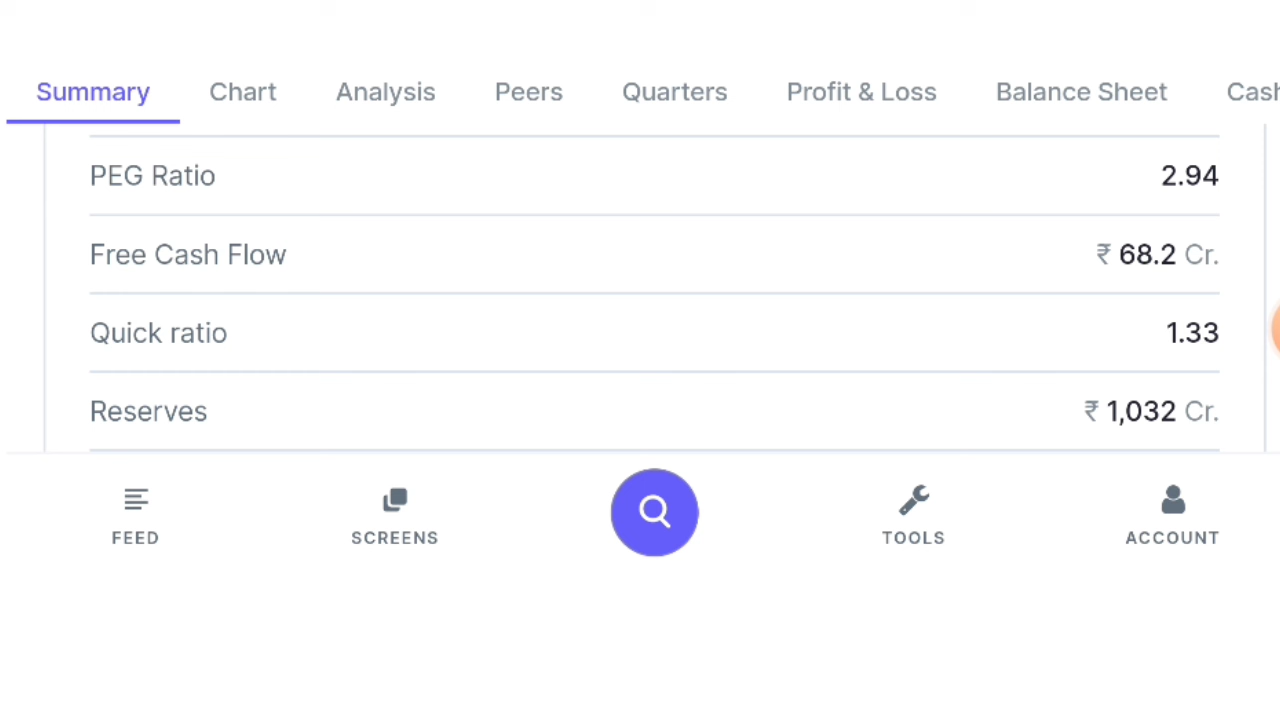 Summary Chart Analysis Peers Quarters Profit & Loss Balance Sheet Cash
PEG Ratio 2.94
Free Cash Flow ₹ 68.2 Cr.
Quick ratio 1.33
Reserves ₹ 1,032 Cr.
FEED SCREENS TOOLS ACCOUNT